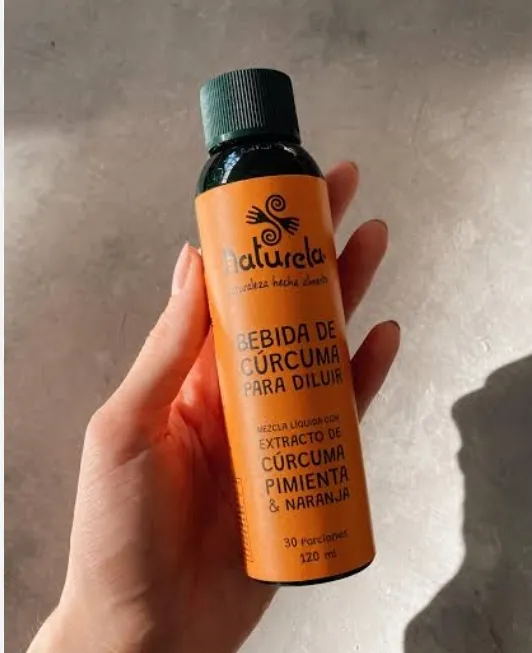 naturela
naturaleza hecha alimento
BEBIDA DE
CÚRCUMA
PARA DILUIR
MEZCLA LÍQUIDA CON
EXTRACTO DE
CÚRCUMA
PIMIENTA
& NARANJA
30 Porciones
120 ml